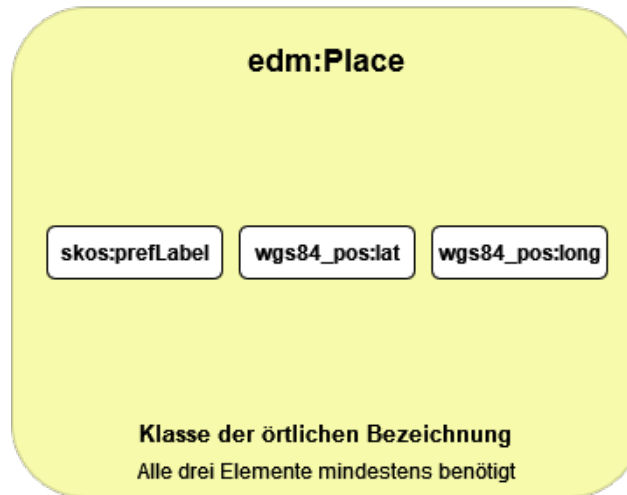 edm:Place
skos:prefLabel wgs84_pos:lat wgs84_pos:long
Klasse der örtlichen Bezeichnung
Alle drei Elemente mindestens benötigt